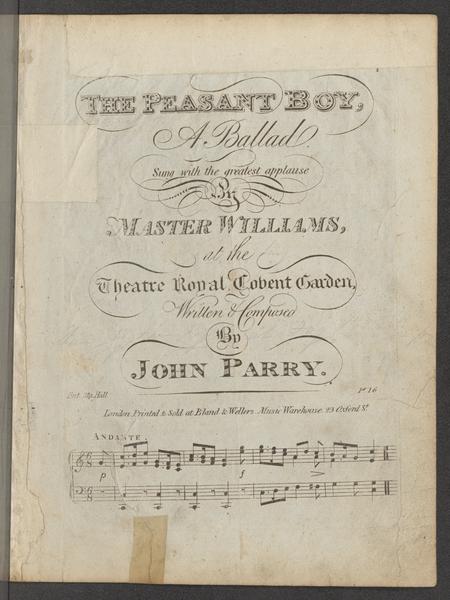 THE PEASANT BOY,
A Ballad.
Sung with the greatest applause
By
MASTER WILLIAMS,
at the
Theatre Royal Covent Garden,
Written & Composed
By
JOHN PARRY.
Ent. Sta. Hall.
Pr. 1/6
London. Printed & Sold at Bland & Wellers Music Warehouse 23 Oxford St.
ANDANTE.
p f